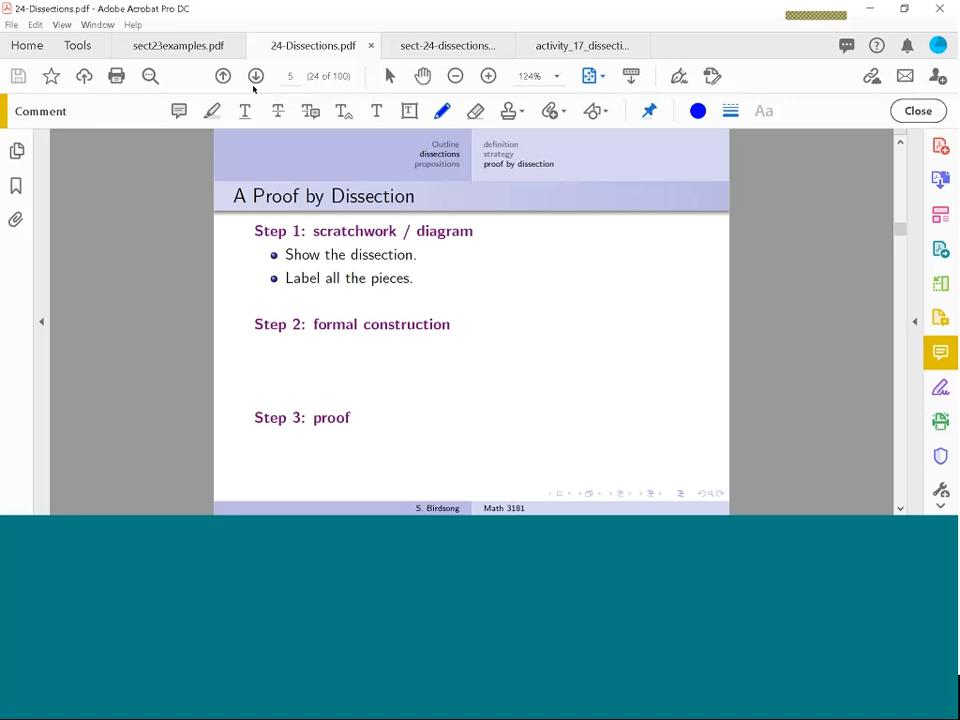 24-Dissections.pdf - Adobe Acrobat Pro DC
File Edit View Window Help
Home Tools sect23examples.pdf 24-Dissections.pdf × sect-24-dissections... activity_17_dissecti...
5 (24 of 100) 124%
Comment Aa Close
Outline
dissections
propositions
definition
strategy
proof by dissection
A Proof by Dissection
Step 1: scratchwork / diagram
Show the dissection.
Label all the pieces.
Step 2: formal construction
Step 3: proof
S. Birdsong Math 3181